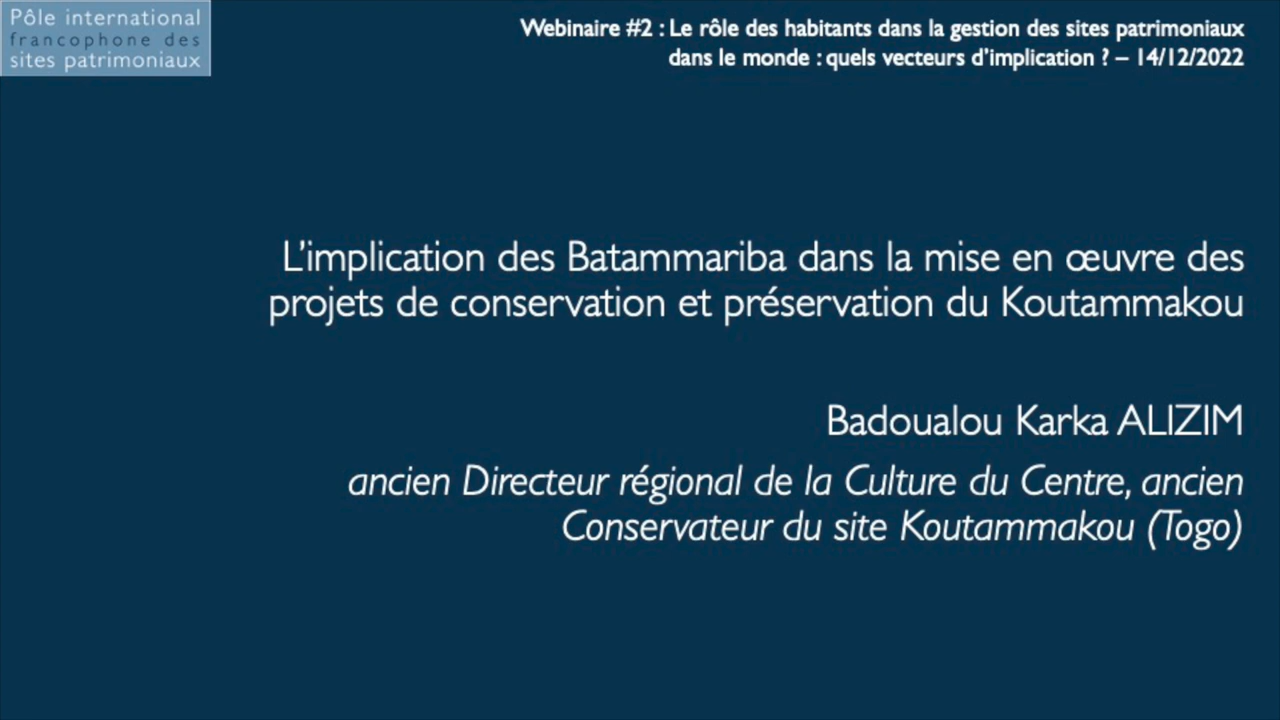 Pôle international
francophone des
sites patrimoniaux
Webinaire #2 : Le rôle des habitants dans la gestion des sites patrimoniaux
dans le monde : quels vecteurs d'implication ? – 14/12/2022
L'implication des Batammariba dans la mise en œuvre des
projets de conservation et préservation du Koutammakou
Badoualou Karka ALIZIM
ancien Directeur régional de la Culture du Centre, ancien
Conservateur du site Koutammakou (Togo)